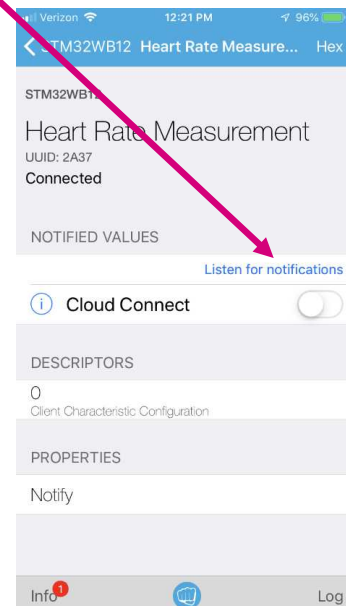 Verizon 12:21 PM 96%
STM32WB12 Heart Rate Measure... Hex
STM32WB12
Heart Rate Measurement
UUID: 2A37
Connected
NOTIFIED VALUES
Listen for notifications
Cloud Connect
DESCRIPTORS
0
Client Characteristic Configuration
PROPERTIES
Notify
Info 1 Log